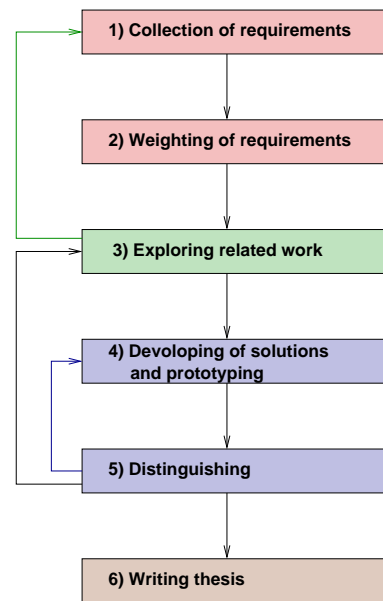 1) Collection of requirements
2) Weighting of requirements
3) Exploring related work
4) Devoloping of solutions
and prototyping
5) Distinguishing
6) Writing thesis